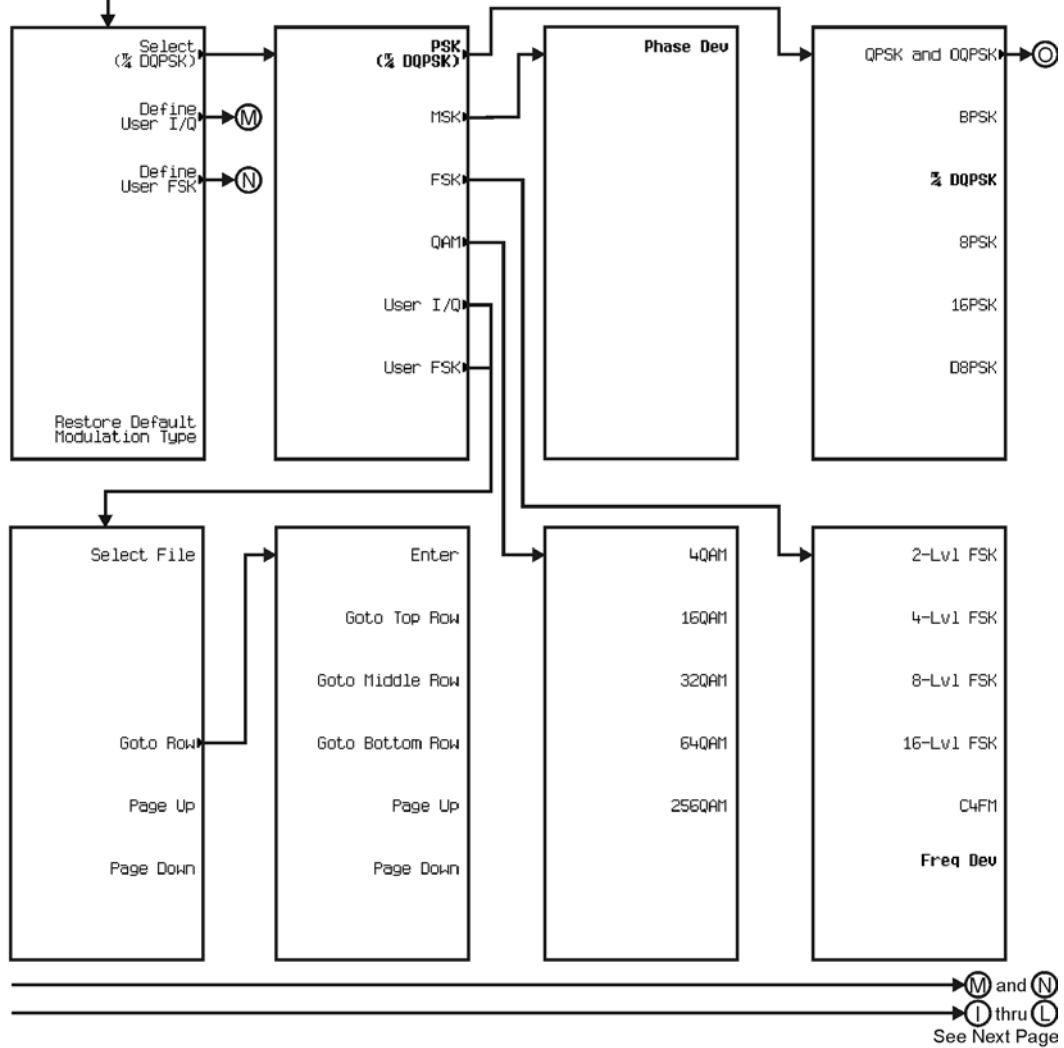 Select
(π/4 DQPSK)
Define
User I/Q
M
Define
User FSK
N
Restore Default
Modulation Type
PSK
(π/4 DQPSK)
MSK
FSK
QAM
User I/Q
User FSK
Phase Dev
QPSK and OQPSK
O
BPSK
π/4 DQPSK
8PSK
16PSK
D8PSK
Select File
Goto Row
Page Up
Page Down
Enter
Goto Top Row
Goto Middle Row
Goto Bottom Row
Page Up
Page Down
4QAM
16QAM
32QAM
64QAM
256QAM
2-Lvl FSK
4-Lvl FSK
8-Lvl FSK
16-Lvl FSK
C4FM
Freq Dev
M and N
I thru L
See Next Page